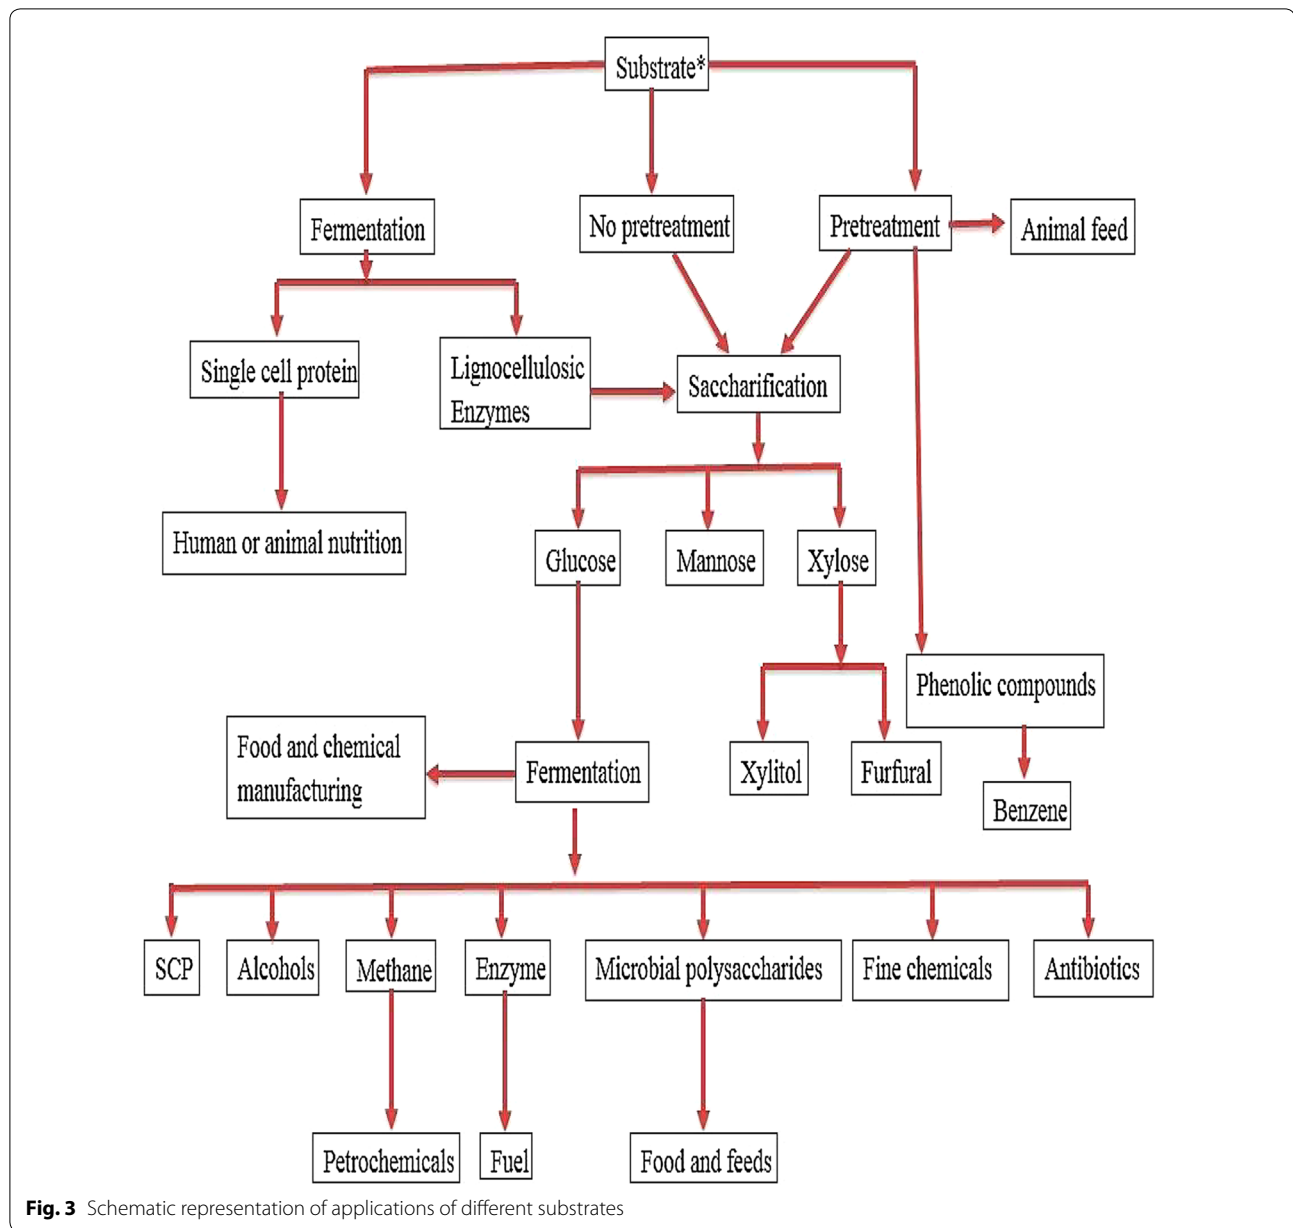 Substrate*
Fermentation
No pretreatment
Pretreatment
Animal feed
Single cell protein
Lignocellulosic
Enzymes
Saccharification
Human or animal nutrition
Glucose
Mannose
Xylose
Phenolic compounds
Food and chemical
manufacturing
Fermentation
Xylitol
Furfural
Benzene
SCP
Alcohols
Methane
Enzyme
Microbial polysaccharides
Fine chemicals
Antibiotics
Petrochemicals
Fuel
Food and feeds
Fig. 3 Schematic representation of applications of different substrates